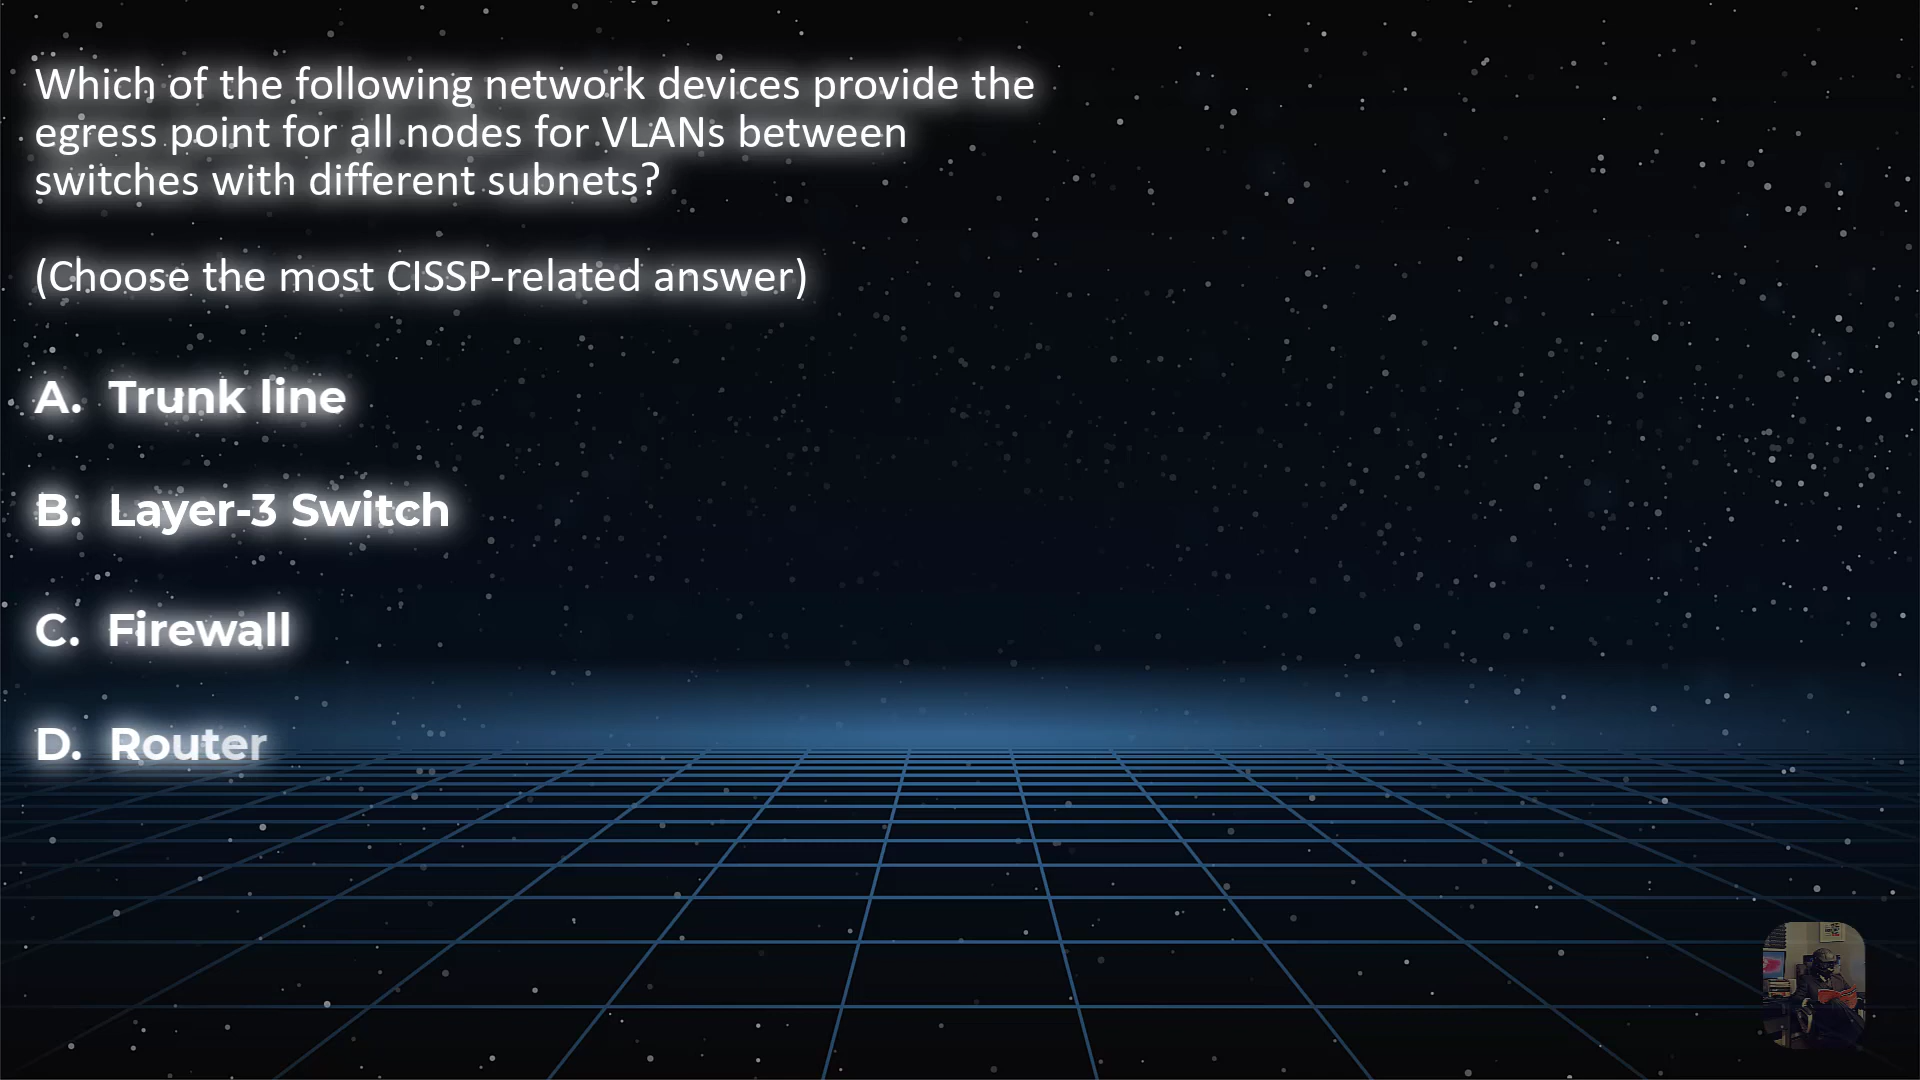 Which of the following network devices provide the
egress point for all nodes for VLANs between
switches with different subnets?
(Choose the most CISSP-related answer)
A. Trunk line
B. Layer-3 Switch
C. Firewall
D. Router